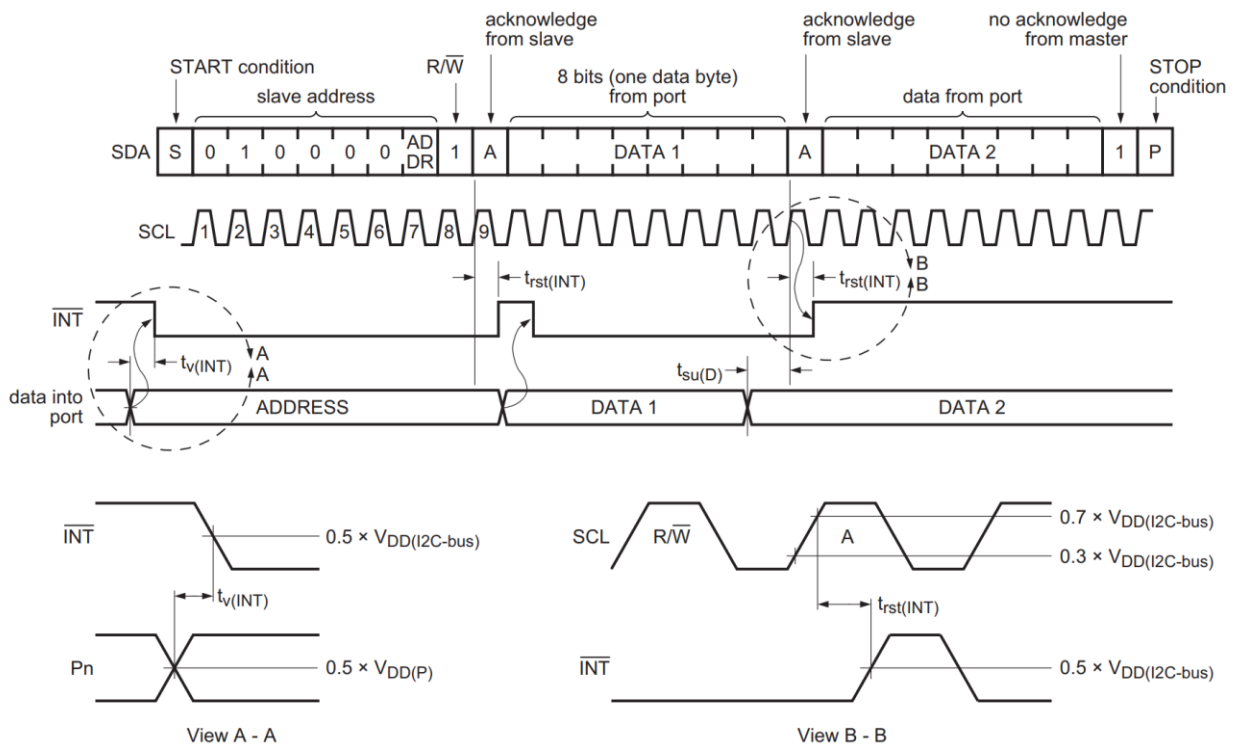 acknowledge
from slave
acknowledge
from slave
no acknowledge
from master
START condition
R/W̅
8 bits (one data byte)
from port
STOP
condition
slave address
data from port
SDA S 0 1 0 0 0 0 AD DR 1 A DATA 1 A DATA 2 1 P
SCL 1 2 3 4 5 6 7 8 9
B
B
trst(INT)
trst(INT)
I̅N̅T̅
tv(INT)
A
A
tsu(D)
data into
port
ADDRESS
DATA 1
DATA 2
I̅N̅T̅
0.5 × VDD(I2C-bus)
tv(INT)
Pn
0.5 × VDD(P)
View A - A
SCL
R/W̅
A
0.7 × VDD(I2C-bus)
0.3 × VDD(I2C-bus)
trst(INT)
I̅N̅T̅
0.5 × VDD(I2C-bus)
View B - B